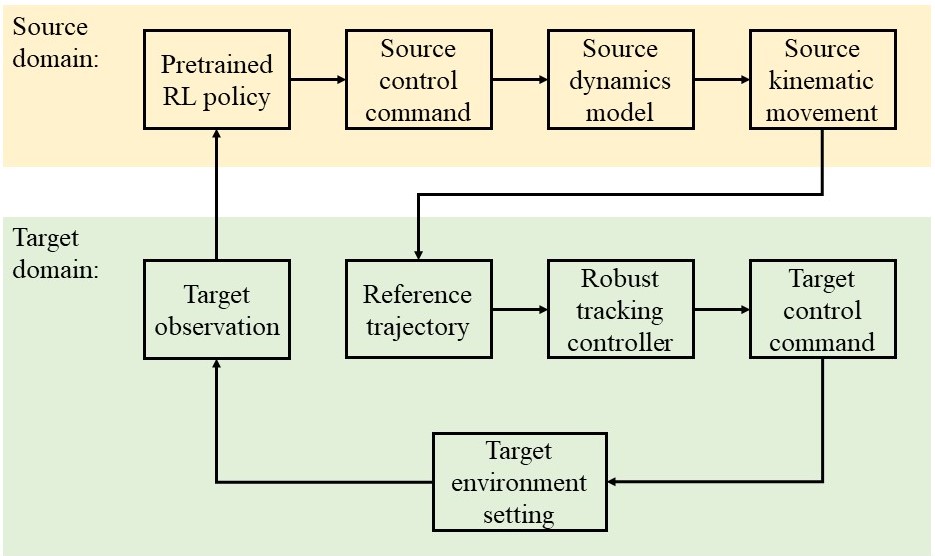 Source
domain:
Pretrained
RL policy
Source
control
command
Source
dynamics
model
Source
kinematic
movement
Target
domain:
Target
observation
Reference
trajectory
Robust
tracking
controller
Target
control
command
Target
environment
setting